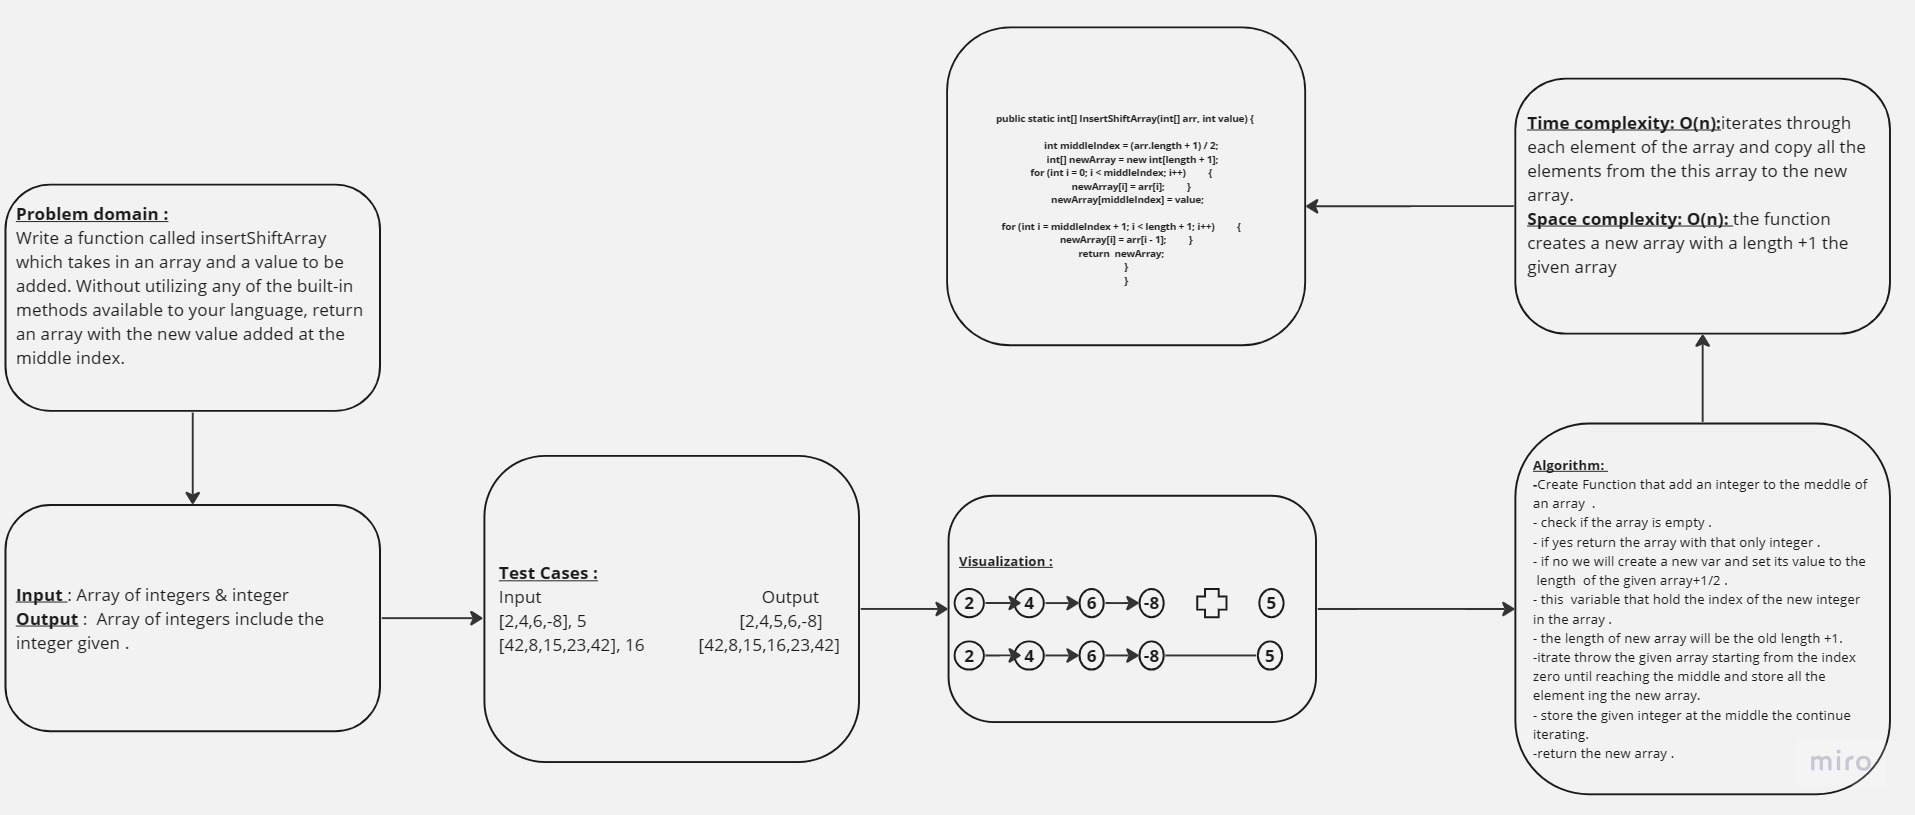 Problem domain :
Write a function called insertShiftArray
which takes in an array and a value to be
added. Without utilizing any of the built-in
methods available to your language, return
an array with the new value added at the
middle index.
Input : Array of integers & integer
Output :  Array of integers include the
integer given .
Test Cases :
Input Output
[2,4,6,-8], 5 [2,4,5,6,-8]
[42,8,15,23,42], 16 [42,8,15,16,23,42]
Visualization :
2 4 6 -8 5
2 4 6 -8 5
Algorithm:
-Create Function that add an integer to the meddle of
an array  .
- check if the array is empty .
- if yes return the array with that only integer .
- if no we will create a new var and set its value to the
length  of the given array+1/2 .
- this  variable that hold the index of the new integer
in the array .
- the length of new array will be the old length +1.
-itrate throw the given array starting from the index
zero until reaching the middle and store all the
element ing the new array.
- store the given integer at the middle the continue
iterating.
-return the new array .
Time complexity: O(n):iterates through
each element of the array and copy all the
elements from the this array to the new
array.
Space complexity: O(n): the function
creates a new array with a length +1 the
given array
public static int[] InsertShiftArray(int[] arr, int value) {
int middleIndex = (arr.length + 1) / 2;
int[] newArray = new int[length + 1];
for (int i = 0; i < middleIndex; i++) {
newArray[i] = arr[i]; }
newArray[middleIndex] = value;
for (int i = middleIndex + 1; i < length + 1; i++) {
newArray[i] = arr[i - 1]; }
return  newArray;
}
}
miro